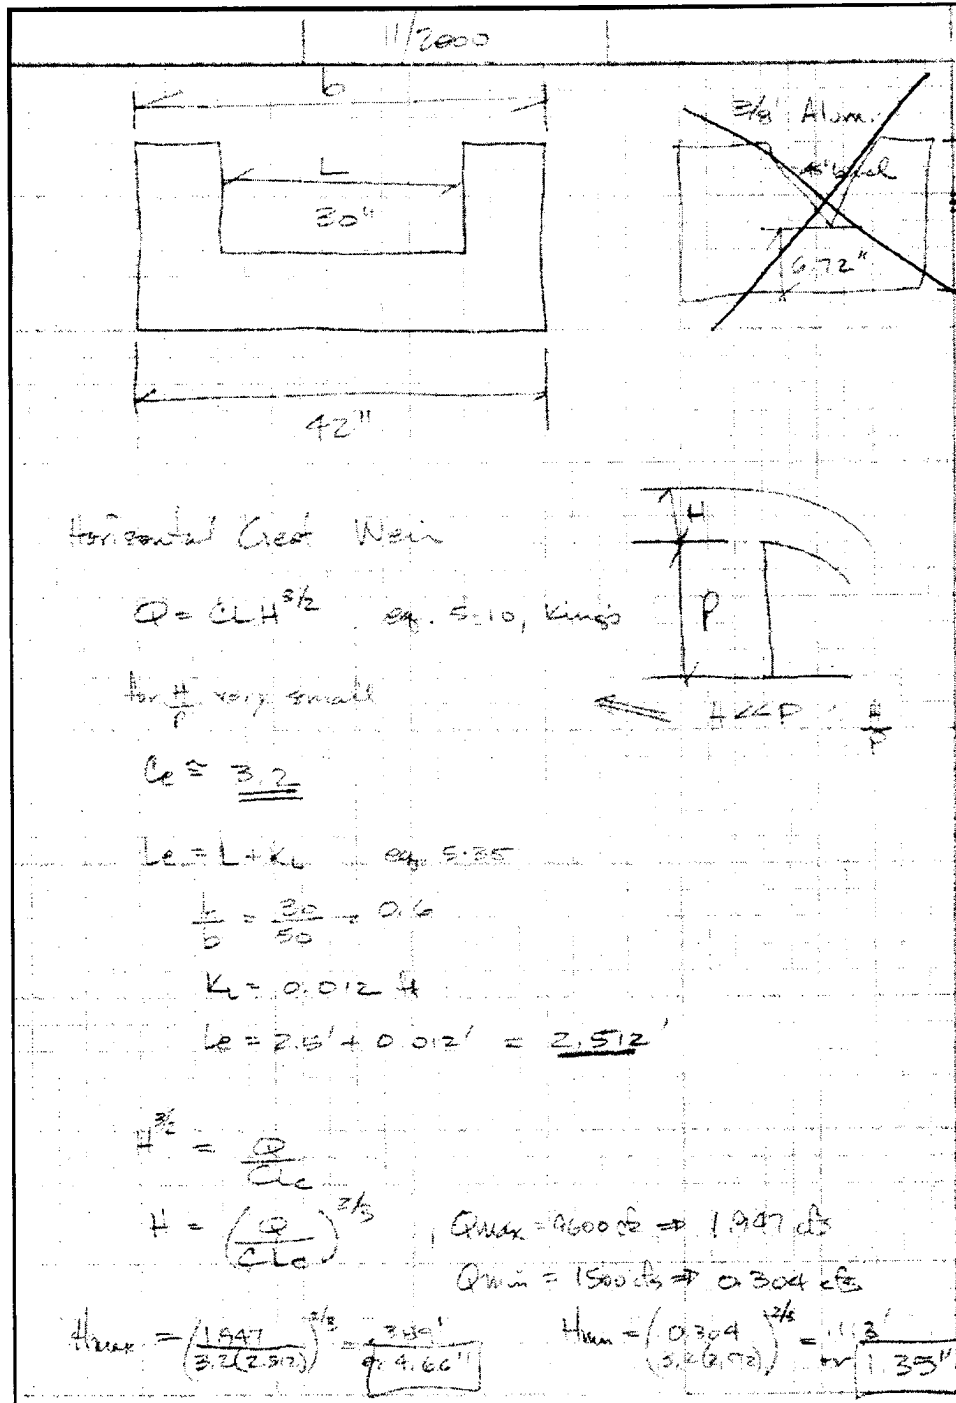 11/2000
b
L
30"
42"
3/8" Alum.
6.72"
Horizontal Crest Weir
Q = CLH^3/2 eq. 5.10, King's
for H/P very small
H
P
H<<P H/P
Ce ≅ 3.2
Le = L + KL eq. 5.35
L/b = 30/50 = 0.6
KL = 0.012 ft
Le = 2.5' + 0.012' = 2.512'
H^3/2 = Q/CLe
H = (Q/CLe)^2/3 , Qmax = 9600 ⇒ 1.947 cfs
Qmin = 1500 ⇒ 0.304 cfs
Hmax = (1.947/3.2(2.512))^2/3 = .389' or 4.66"
Hmin = (0.304/3.2(2.512))^2/3 = .113' or 1.35"